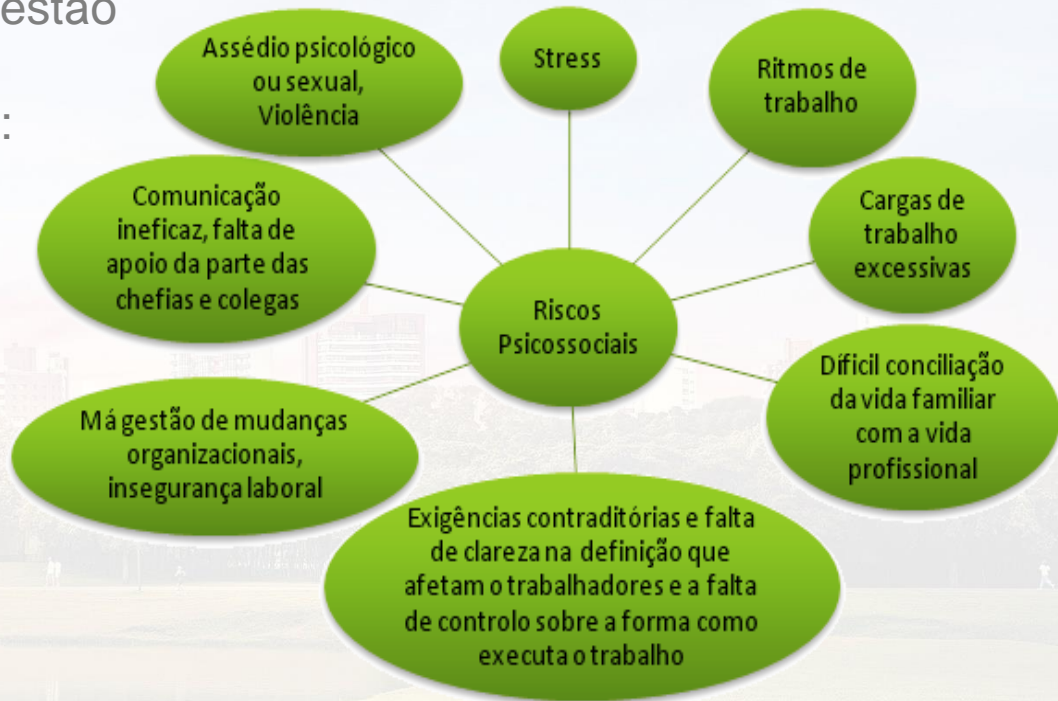 estão
:
Assédio psicológico
ou sexual,
Violência
Stress
Ritmos de
trabalho
Comunicação
ineficaz, falta de
apoio da parte das
chefias e colegas
Cargas de
trabalho
excessivas
Riscos
Psicossociais
Díficil conciliação
da vida familiar
com a vida
profissional
Má gestão de mudanças
organizacionais,
insegurança laboral
Exigências contraditórias e falta
de clareza na definição que
afetam o trabalhadores e a falta
de controlo sobre a forma como
executa o trabalho